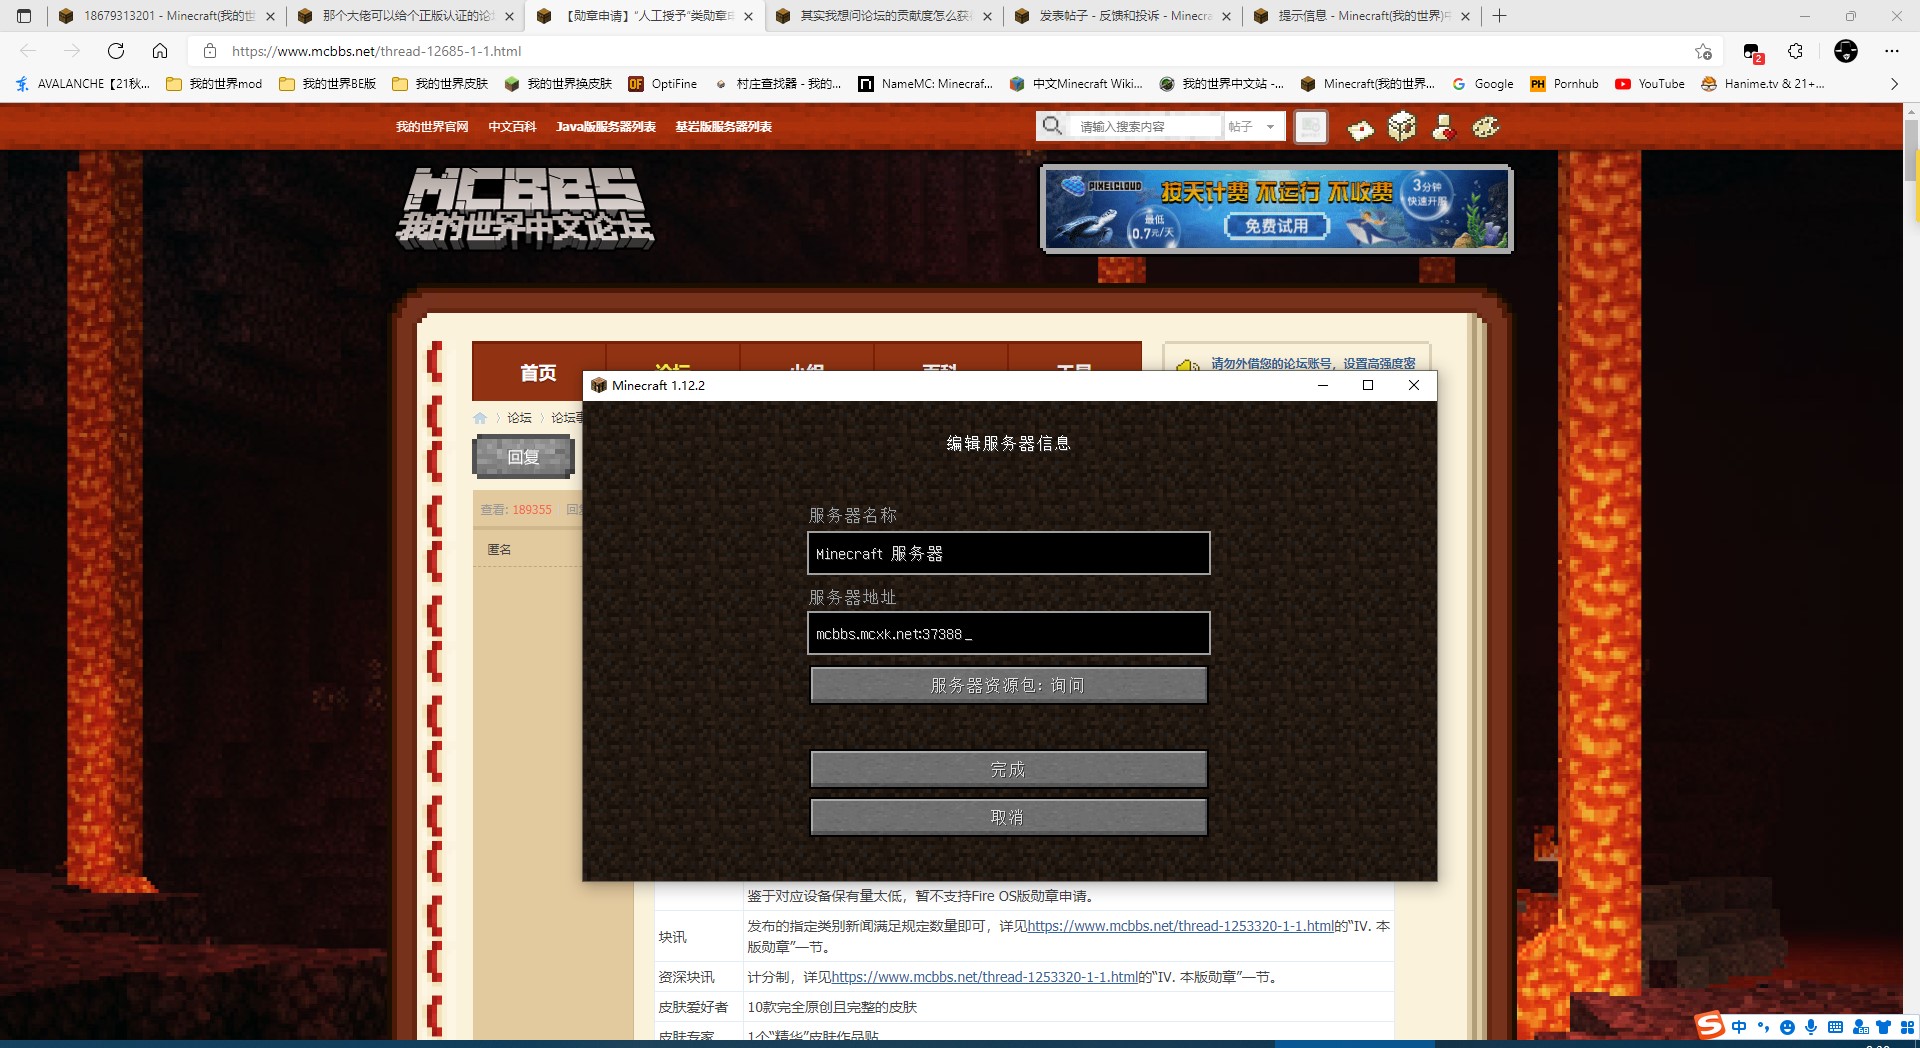 18679313201 - Minecraft(我的世
那个大佬可以给个正版认证的论坛
【勋章申请】“人工授予”类勋章申
其实我想问论坛的贡献度怎么获
发表帖子 - 反馈和投诉 - Minecra
提示信息 - Minecraft(我的世界)中
https://www.mcbbs.net/thread-12685-1-1.html
2
AVALANCHE【21秋...
我的世界mod
我的世界BE版
我的世界皮肤
我的世界换皮肤
OF
OptiFine
村庄查找器 - 我的...
NameMC: Minecraf...
中文Minecraft Wiki...
我的世界中文站 -...
Minecraft(我的世界...
Google
PH
Pornhub
YouTube
Hanime.tv & 21+...
我的世界官网
中文百科
Java版服务器列表
基岩版服务器列表
请输入搜索内容
帖子
MCBBS
我的世界中文论坛
PIXELCLOUD
按天计费 不运行 不收费
3分钟
快速开服
最低
0.7元/天
免费试用
首页
论坛
百科
工具
请勿外借您的论坛账号，设置高强度密
论坛
回复
查看: 189355
匿名
Minecraft 1.12.2
编辑服务器信息
服务器名称
Minecraft 服务器
服务器地址
mcbbs.mcxk.net:37388_
服务器资源包: 询问
完成
取消
鉴于对应设备保有量太低，暂不支持Fire OS版勋章申请。
块讯
发布的指定类别新闻满足规定数量即可，详见https://www.mcbbs.net/thread-1253320-1-1.html的“IV. 本
版勋章”一节。
资深块讯
计分制，详见https://www.mcbbs.net/thread-1253320-1-1.html的“IV. 本版勋章”一节。
皮肤爱好者
10款完全原创且完整的皮肤
皮肤专家
1个“精华”皮肤作品贴
中